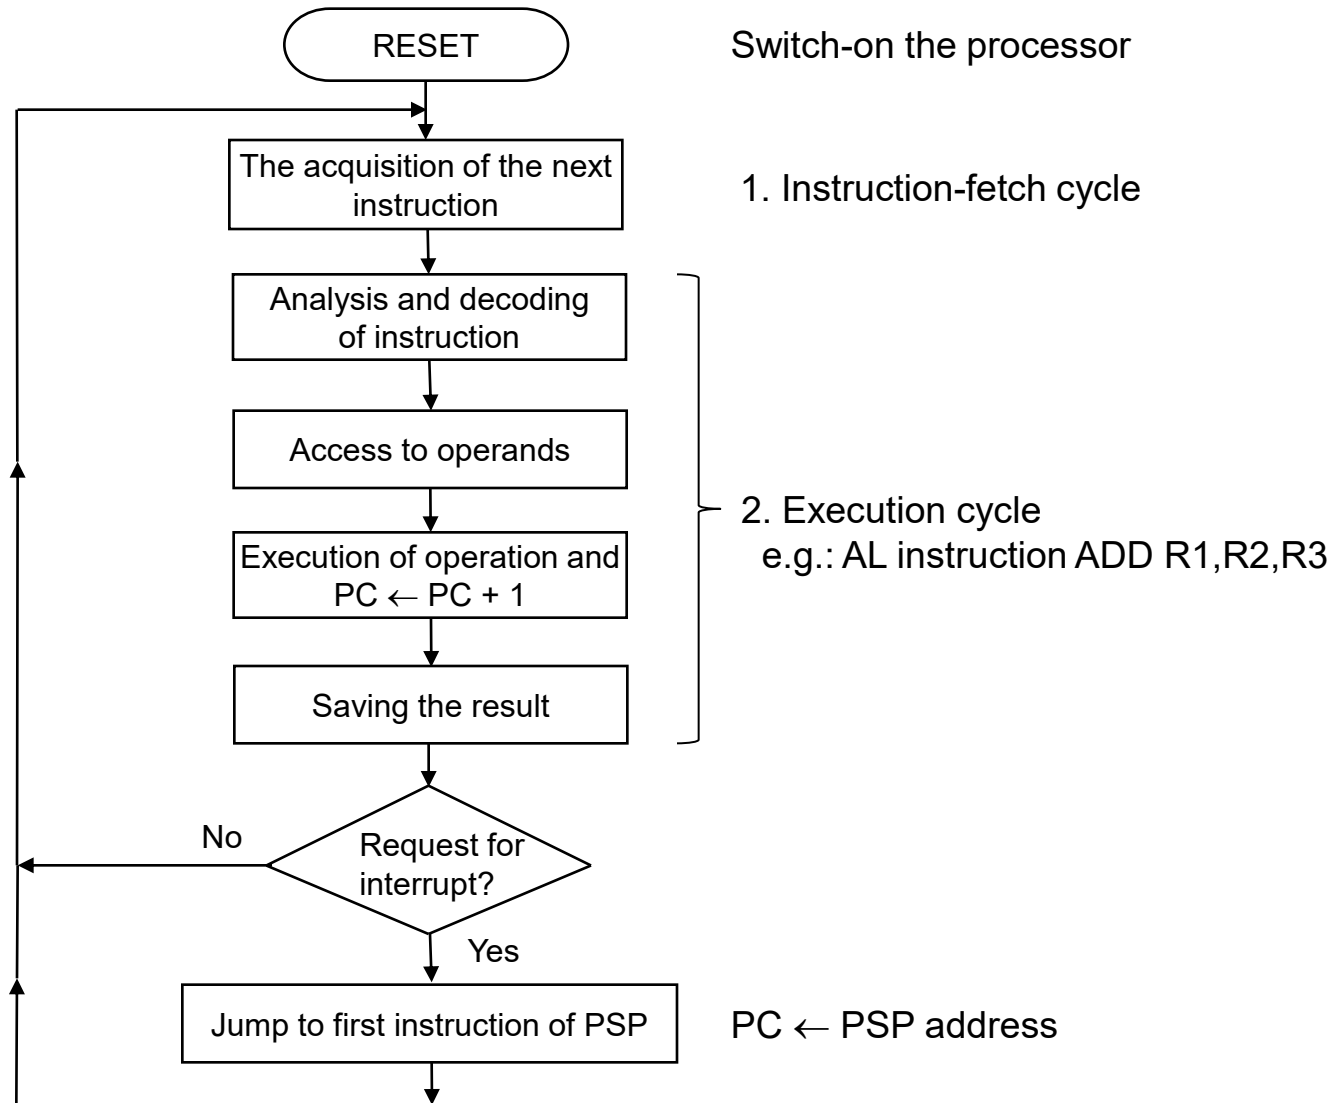 RESET
Switch-on the processor
The acquisition of the next
instruction
1. Instruction-fetch cycle
Analysis and decoding
of instruction
Access to operands
2. Execution cycle
e.g.: AL instruction ADD R1,R2,R3
Execution of operation and
PC ← PC + 1
Saving the result
No
Request for
interrupt?
Yes
Jump to first instruction of PSP
PC ← PSP address